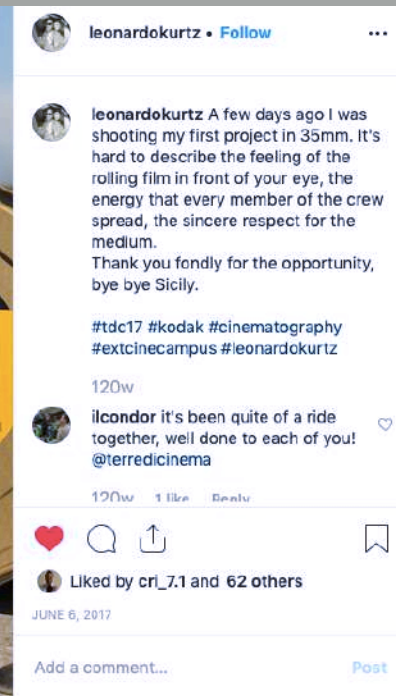 leonardokurtz • Follow
leonardokurtz A few days ago I was
shooting my first project in 35mm. It's
hard to describe the feeling of the
rolling film in front of your eye, the
energy that every member of the crew
spread, the sincere respect for the
medium.
Thank you fondly for the opportunity,
bye bye Sicily.
#tdc17 #kodak #cinematography
#extcinecampus #leonardokurtz
120w
ilcondor it's been quite of a ride
together, well done to each of you!
@terredicinema
120w 1 like Reply
Liked by cri_7.1 and 62 others
JUNE 6, 2017
Add a comment... Post